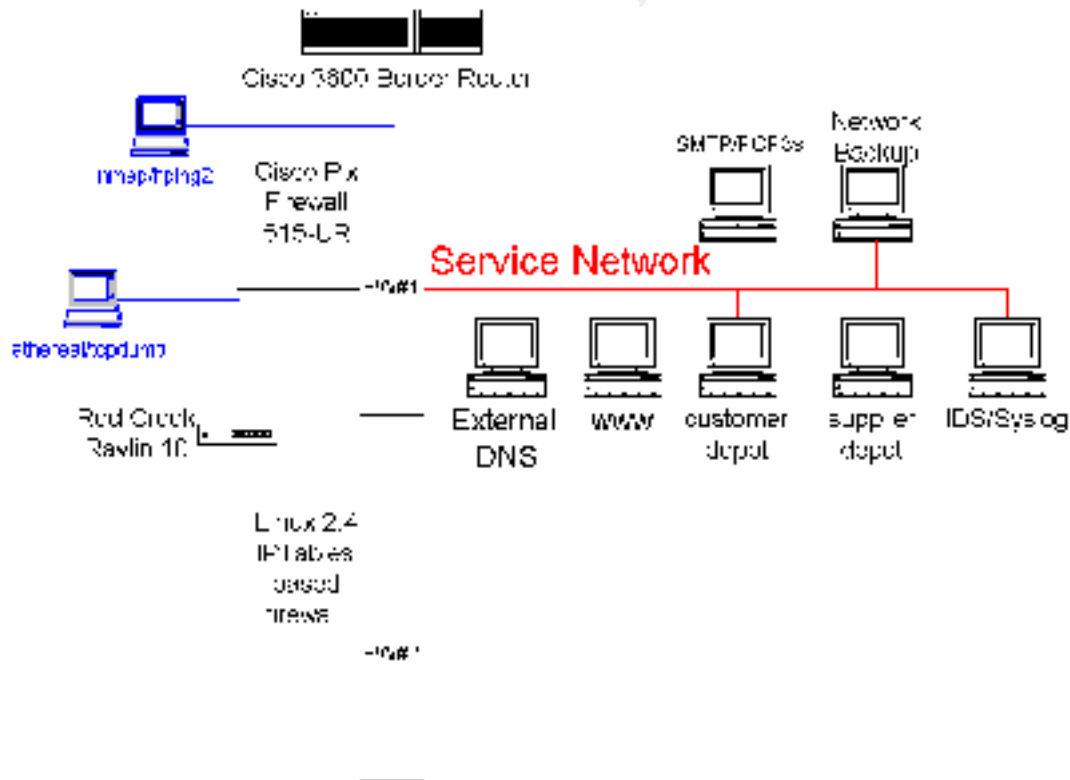 Cisco 3600 Border Router
Network
Backup
SMTP/POP3s
nmap/hping2
Cisco Pix
Firewall
515-UR
Service Network
ethereal/tcpdump
External
DNS
www
customer
depot
supplier
depot
IDS/Syslog
Red Creek
Ravlin 10
Linux 2.4
IPTables
based
firewall